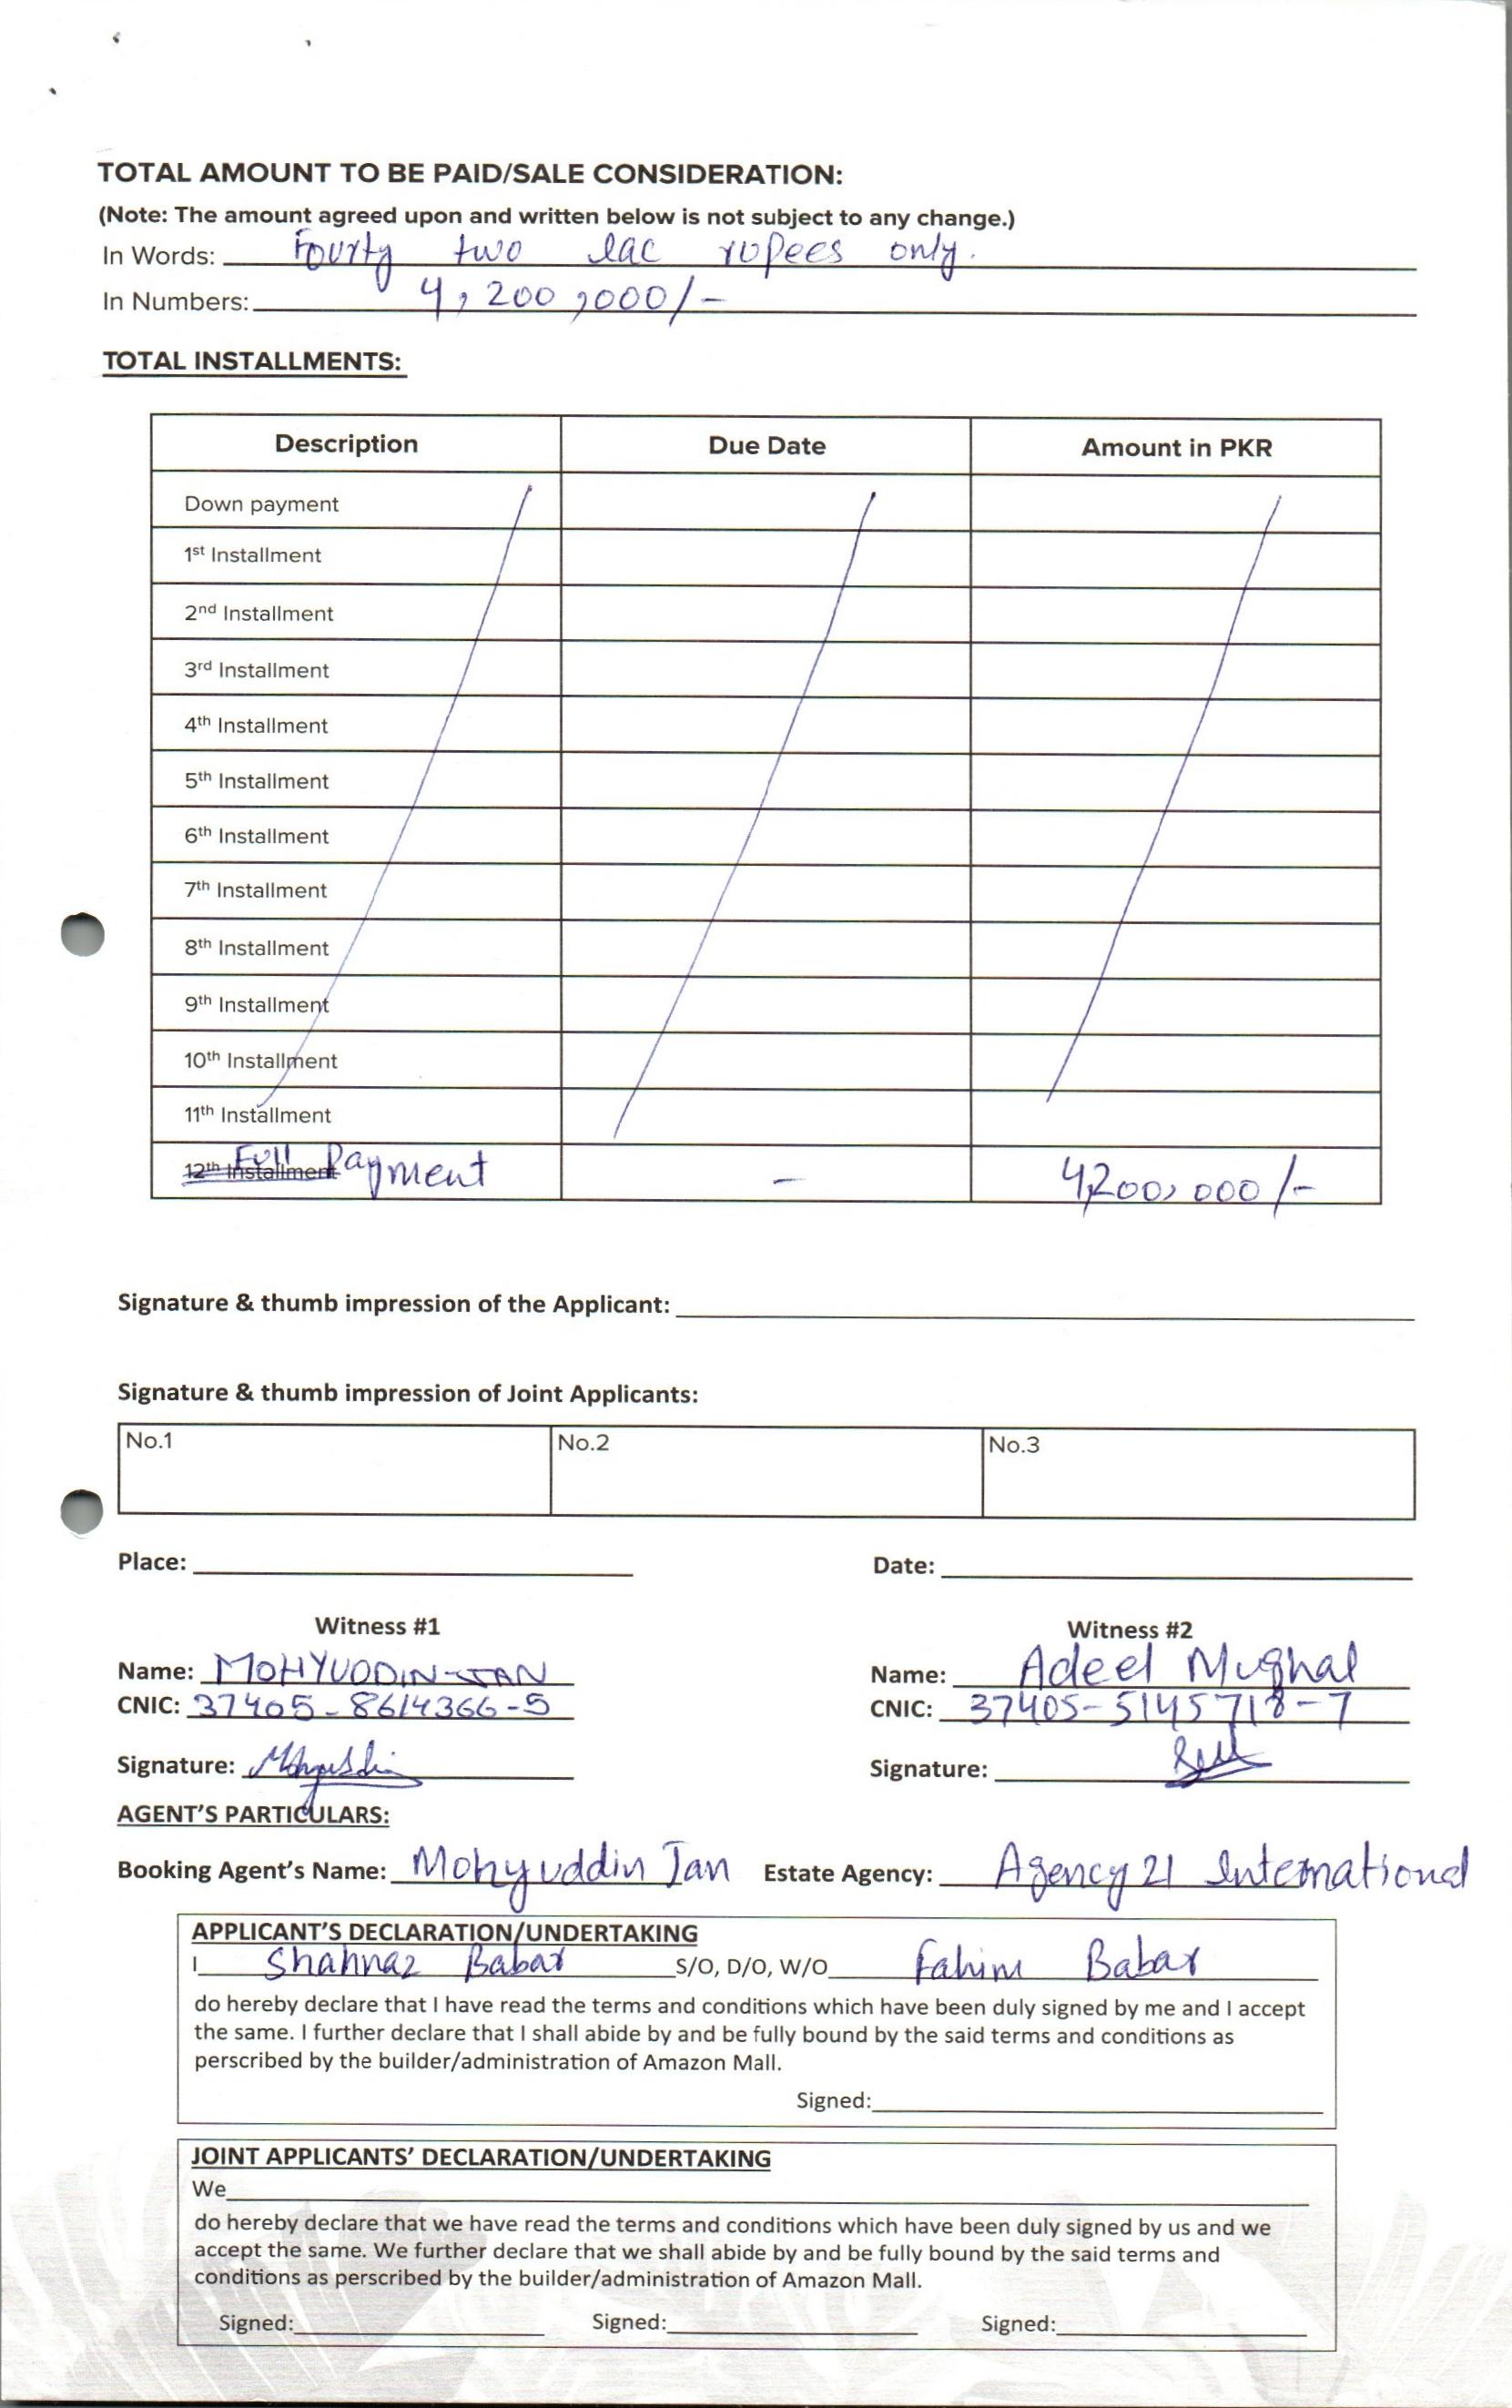 TOTAL AMOUNT TO BE PAID/SALE CONSIDERATION:
(Note: The amount agreed upon and written below is not subject to any change.)
In Words: Fourty two lac rupees only.
In Numbers: 4,200,000/-
TOTAL INSTALLMENTS:
Description Due Date Amount in PKR
Down payment
1st Installment
2nd Installment
3rd Installment
4th Installment
5th Installment
6th Installment
7th Installment
8th Installment
9th Installment
10th Installment
11th Installment
12th Installment Full Payment - 4,200,000/-
Signature & thumb impression of the Applicant:
Signature & thumb impression of Joint Applicants:
No.1 No.2 No.3
Place: Date:
Witness #1 Witness #2
Name: MOHYUDDIN JAN Name: Adeel Mughal
CNIC: 37405-8614366-5 CNIC: 37405-5145718-7
Signature: Signature:
AGENT'S PARTICULARS:
Booking Agent's Name: Mohyuddin Jan Estate Agency: Agency 21 International
APPLICANT'S DECLARATION/UNDERTAKING
I Shahnaz Babar S/O, D/O, W/O Fahim Babar
do hereby declare that I have read the terms and conditions which have been duly signed by me and I accept
the same. I further declare that I shall abide by and be fully bound by the said terms and conditions as
perscribed by the builder/administration of Amazon Mall.
Signed:
JOINT APPLICANTS' DECLARATION/UNDERTAKING
We
do hereby declare that we have read the terms and conditions which have been duly signed by us and we
accept the same. We further declare that we shall abide by and be fully bound by the said terms and
conditions as perscribed by the builder/administration of Amazon Mall.
Signed: Signed: Signed: